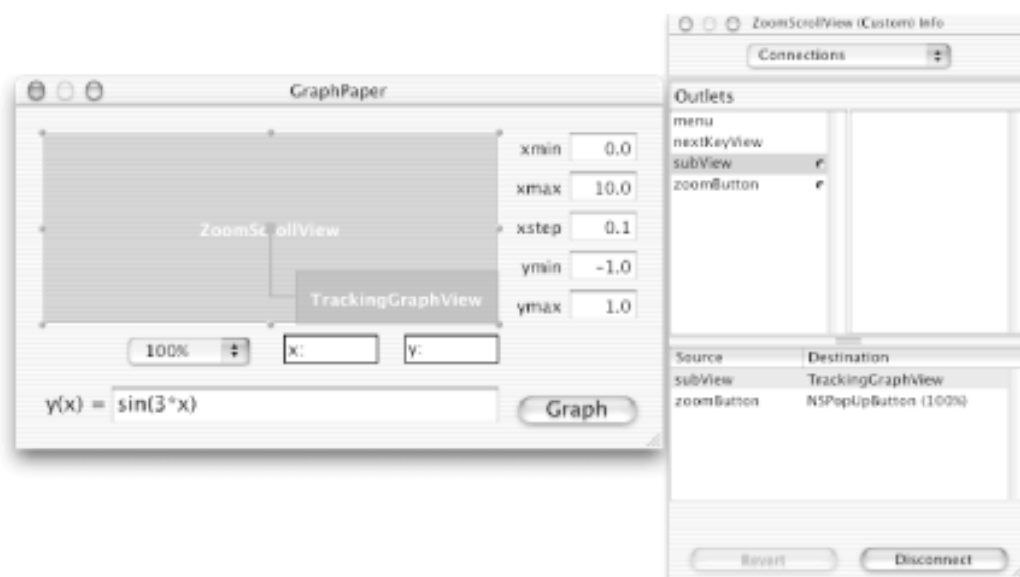 GraphPaper
ZoomScrollView
TrackingGraphView
xmin 0.0
xmax 10.0
xstep 0.1
ymin -1.0
ymax 1.0
100%
x:
y:
y(x) = sin(3*x)
Graph
ZoomScrollView (Custom) Info
Connections
Outlets
menu
nextKeyView
subView
zoomButton
Source Destination
subView TrackingGraphView
zoomButton NSPopUpButton (100%)
Revert
Disconnect